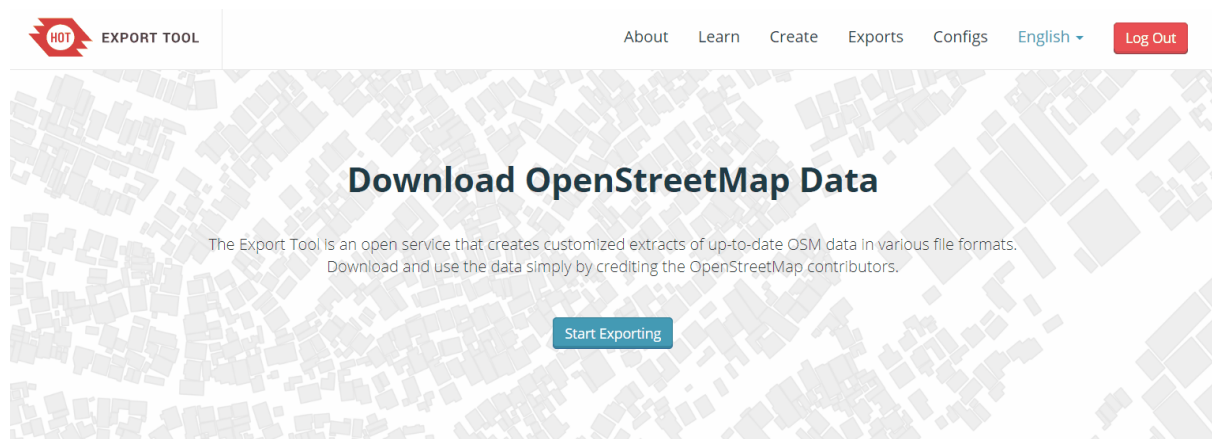 HOT EXPORT TOOL About Learn Create Exports Configs English Log Out
Download OpenStreetMap Data
The Export Tool is an open service that creates customized extracts of up-to-date OSM data in various file formats.
Download and use the data simply by crediting the OpenStreetMap contributors.
Start Exporting